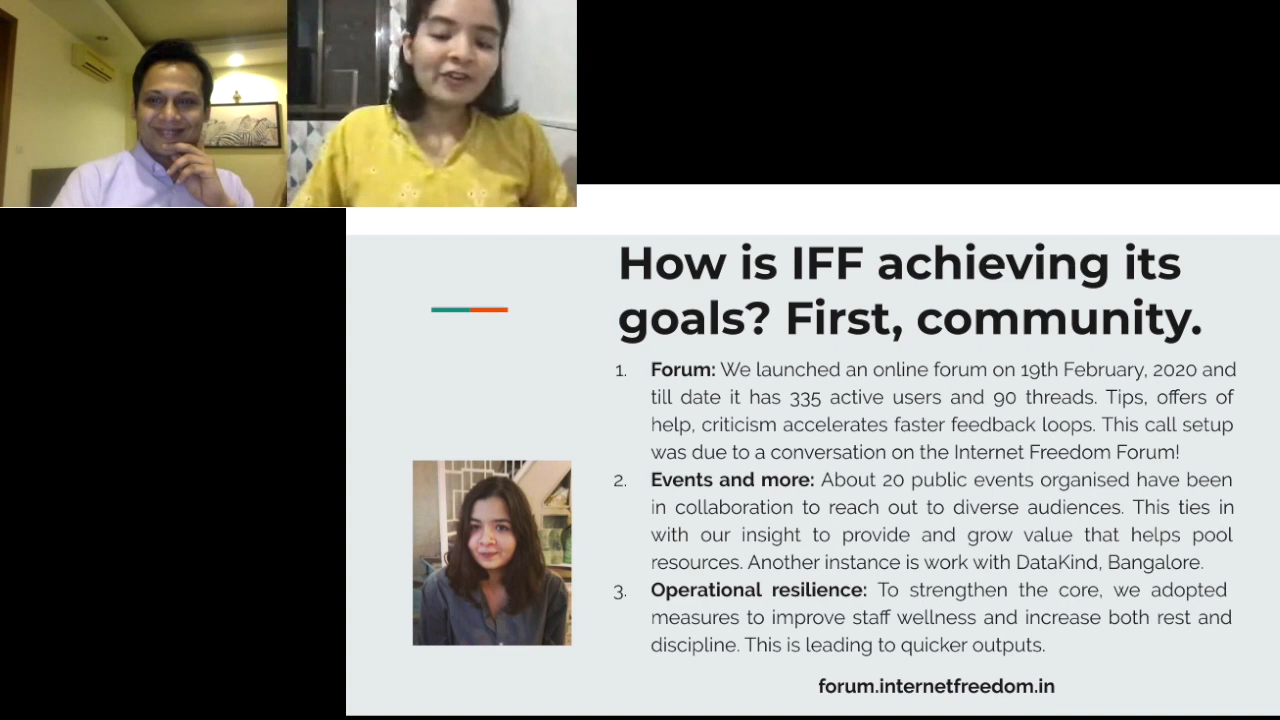 How is IFF achieving its
goals? First, community.
1. Forum: We launched an online forum on 19th February, 2020 and
till date it has 335 active users and 90 threads. Tips, offers of
help, criticism accelerates faster feedback loops. This call setup
was due to a conversation on the Internet Freedom Forum!
2. Events and more: About 20 public events organised have been
in collaboration to reach out to diverse audiences. This ties in
with our insight to provide and grow value that helps pool
resources. Another instance is work with DataKind, Bangalore.
3. Operational resilience: To strengthen the core, we adopted
measures to improve staff wellness and increase both rest and
discipline. This is leading to quicker outputs.
forum.internetfreedom.in